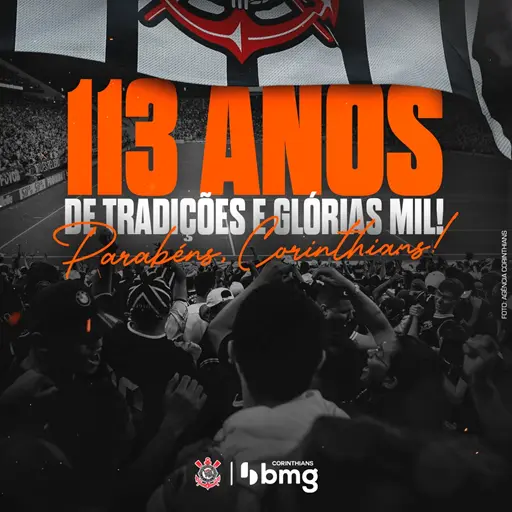 113 ANOS
DE TRADIÇÕES E GLÓRIAS MIL!
Parabéns, Corinthians!
FOTO: AGÊNCIA CORINTHIANS
CORINTHIANS
bmg